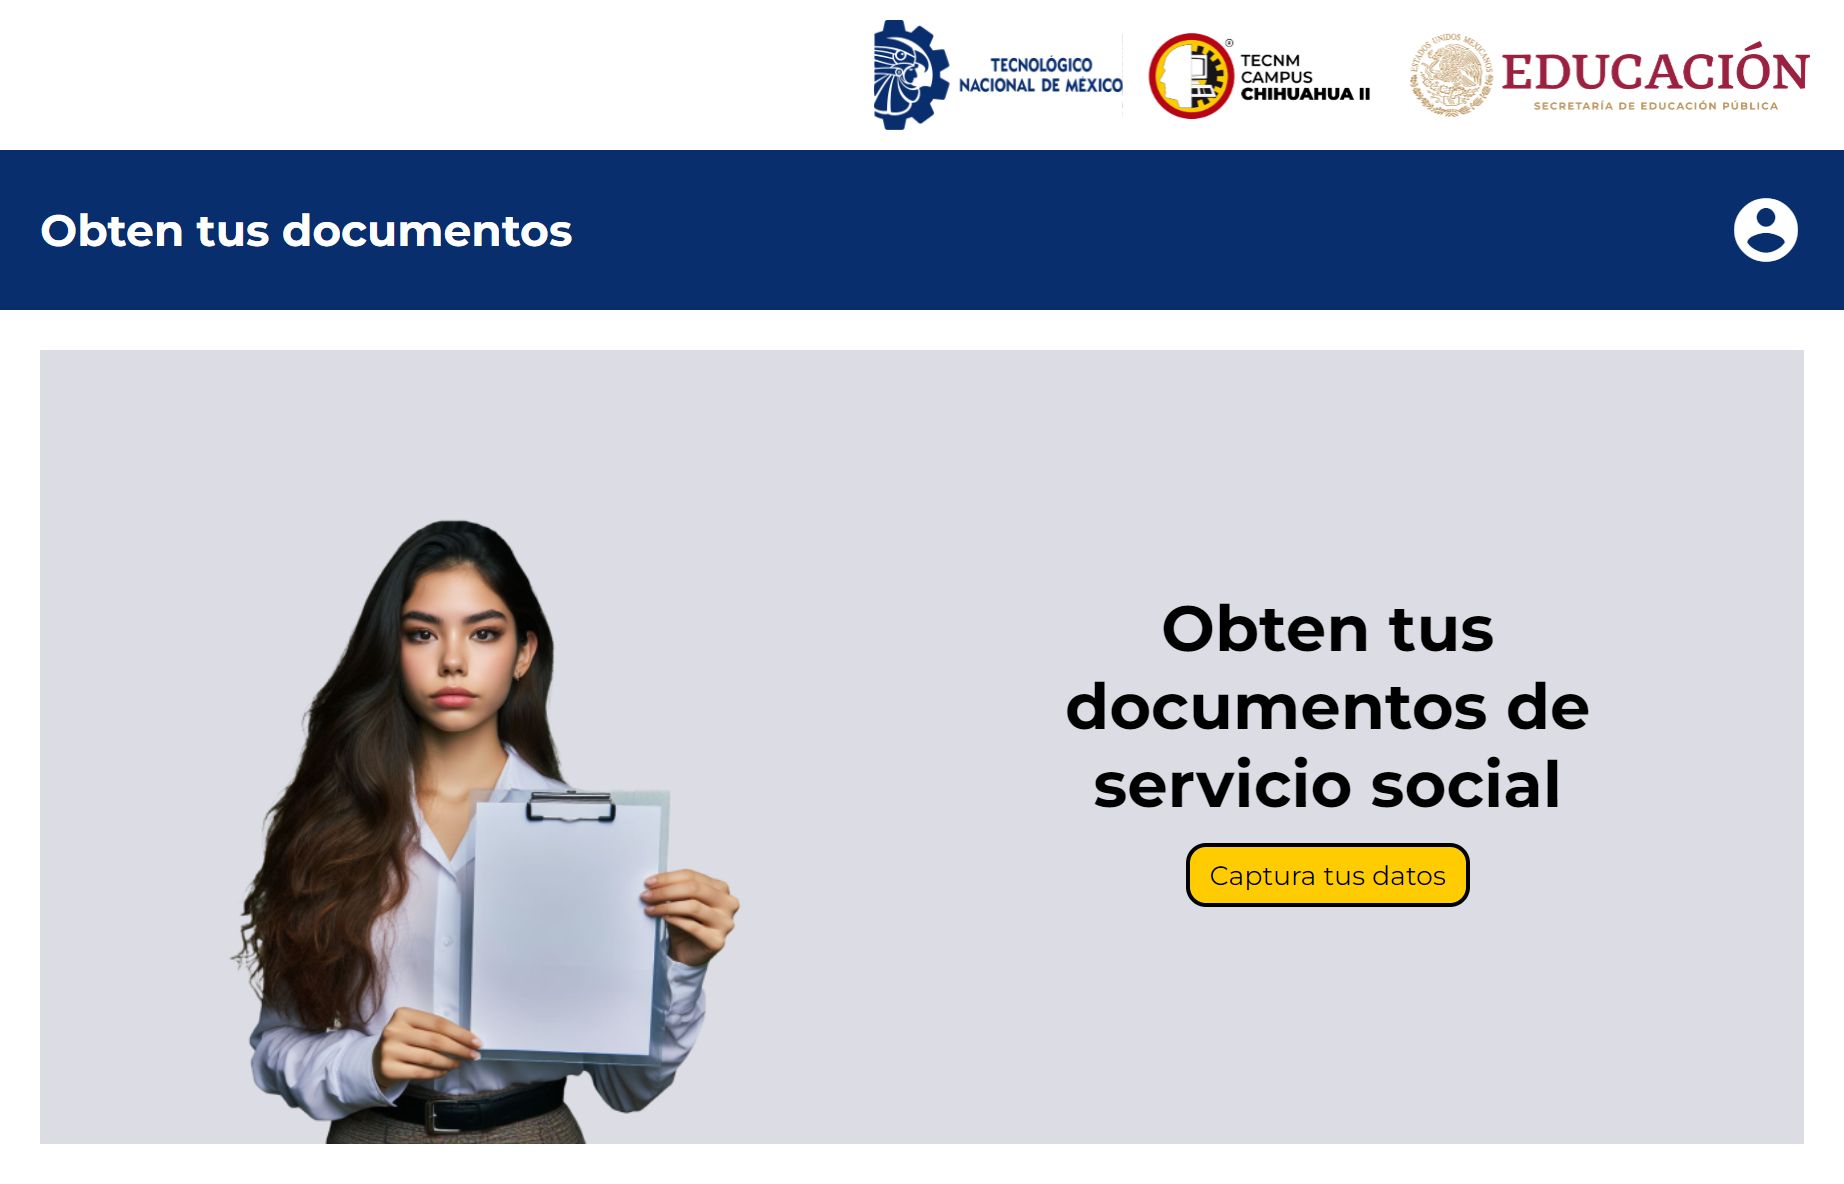 TECNOLÓGICO
NACIONAL DE MÉXICO
®
TECNM
CAMPUS
CHIHUAHUA II
ESTADOS UNIDOS MEXICANOS
EDUCACIÓN
SECRETARÍA DE EDUCACIÓN PÚBLICA
Obten tus documentos
Obten tus
documentos de
servicio social
Captura tus datos